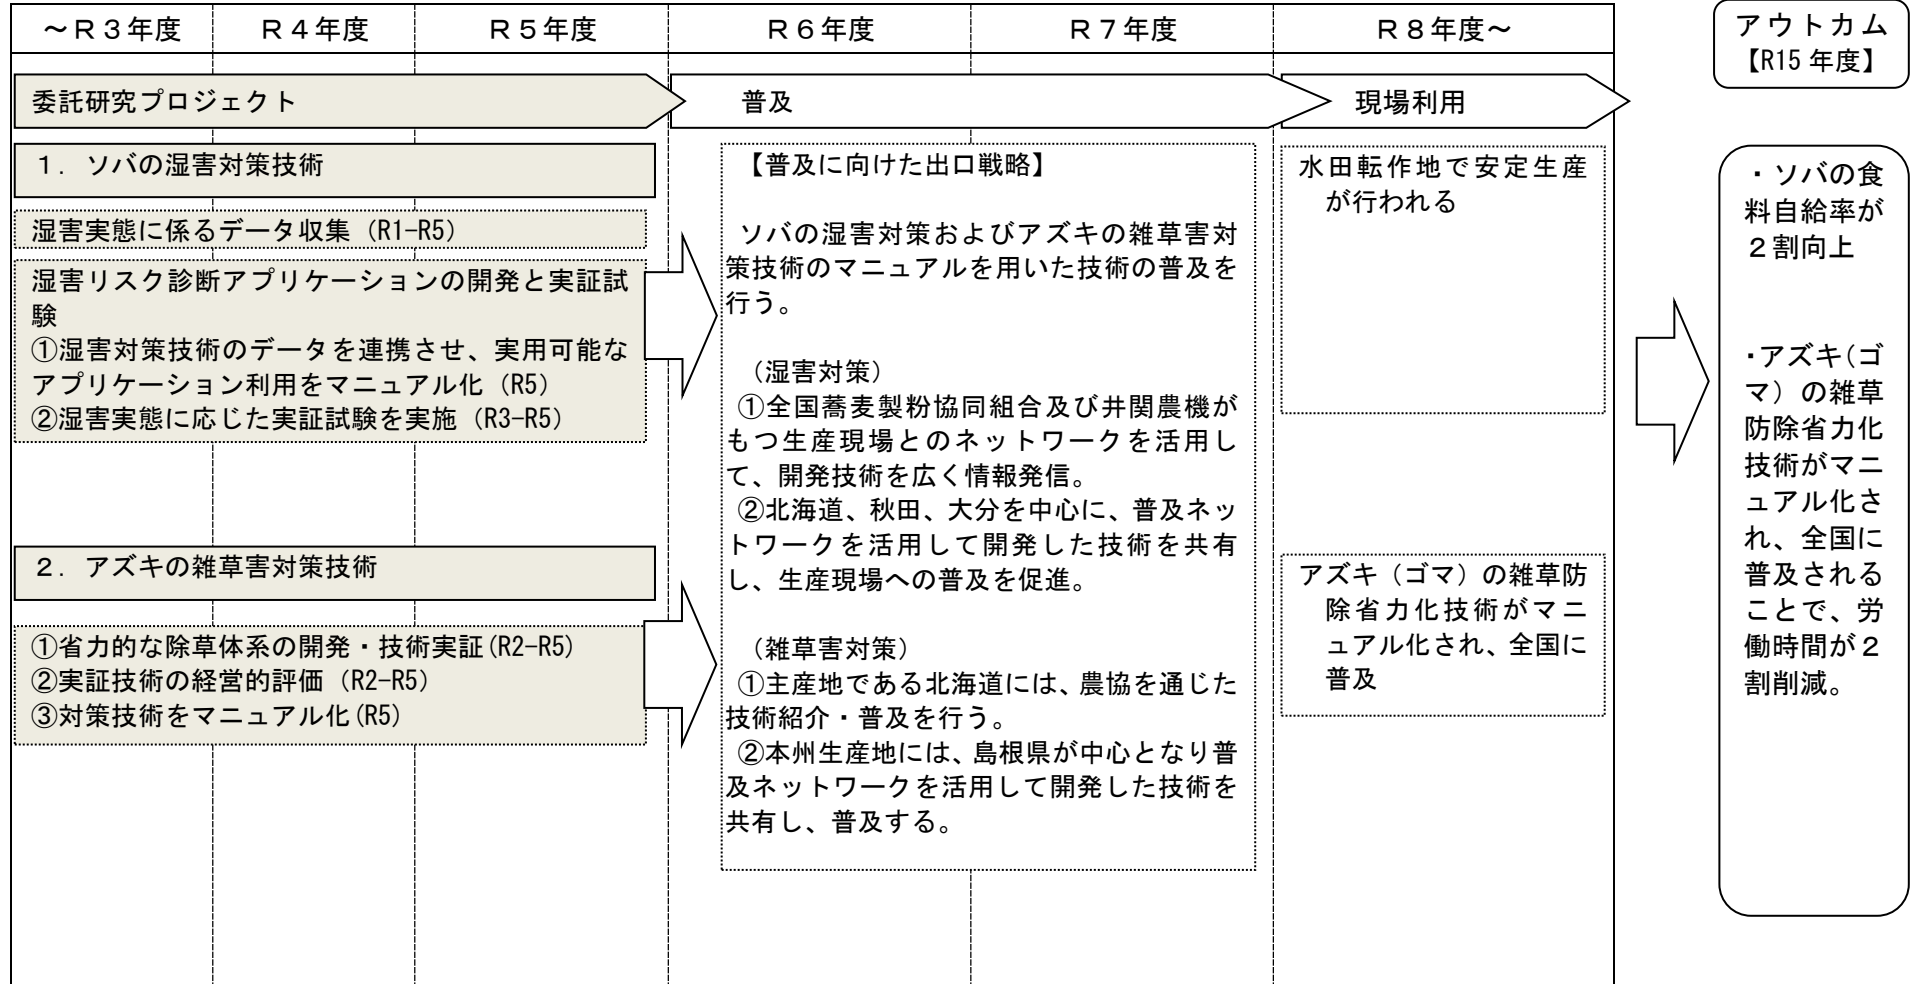 ～Ｒ３年度
Ｒ４年度
Ｒ５年度
Ｒ６年度
Ｒ７年度
Ｒ８年度～
アウトカム
【R15 年度】
委託研究プロジェクト
普及
現場利用
１．ソバの湿害対策技術
湿害実態に係るデータ収集（R1-R5）
湿害リスク診断アプリケーションの開発と実証試
験
①湿害対策技術のデータを連携させ、実用可能な
アプリケーション利用をマニュアル化（R5）
②湿害実態に応じた実証試験を実施（R3-R5）
２．アズキの雑草害対策技術
①省力的な除草体系の開発・技術実証(R2-R5)
②実証技術の経営的評価（R2-R5）
③対策技術をマニュアル化(R5)
【普及に向けた出口戦略】
ソバの湿害対策およびアズキの雑草害対
策技術のマニュアルを用いた技術の普及を
行う。
（湿害対策）
①全国蕎麦製粉協同組合及び井関農機が
もつ生産現場とのネットワークを活用し
て、開発技術を広く情報発信。
②北海道、秋田、大分を中心に、普及ネッ
トワークを活用して開発した技術を共有
し、生産現場への普及を促進。
（雑草害対策）
①主産地である北海道には、農協を通じた
技術紹介・普及を行う。
②本州生産地には、島根県が中心となり普
及ネットワークを活用して開発した技術を
共有し、普及する。
水田転作地で安定生産
が行われる
アズキ（ゴマ）の雑草防
除省力化技術がマニ
ュアル化され、全国に
普及
・ソバの食
料自給率が
２割向上
・アズキ(ゴ
マ）の雑草
防除省力化
技術がマニ
ュアル化さ
れ、全国に
普及される
ことで、労
働時間が２
割削減。